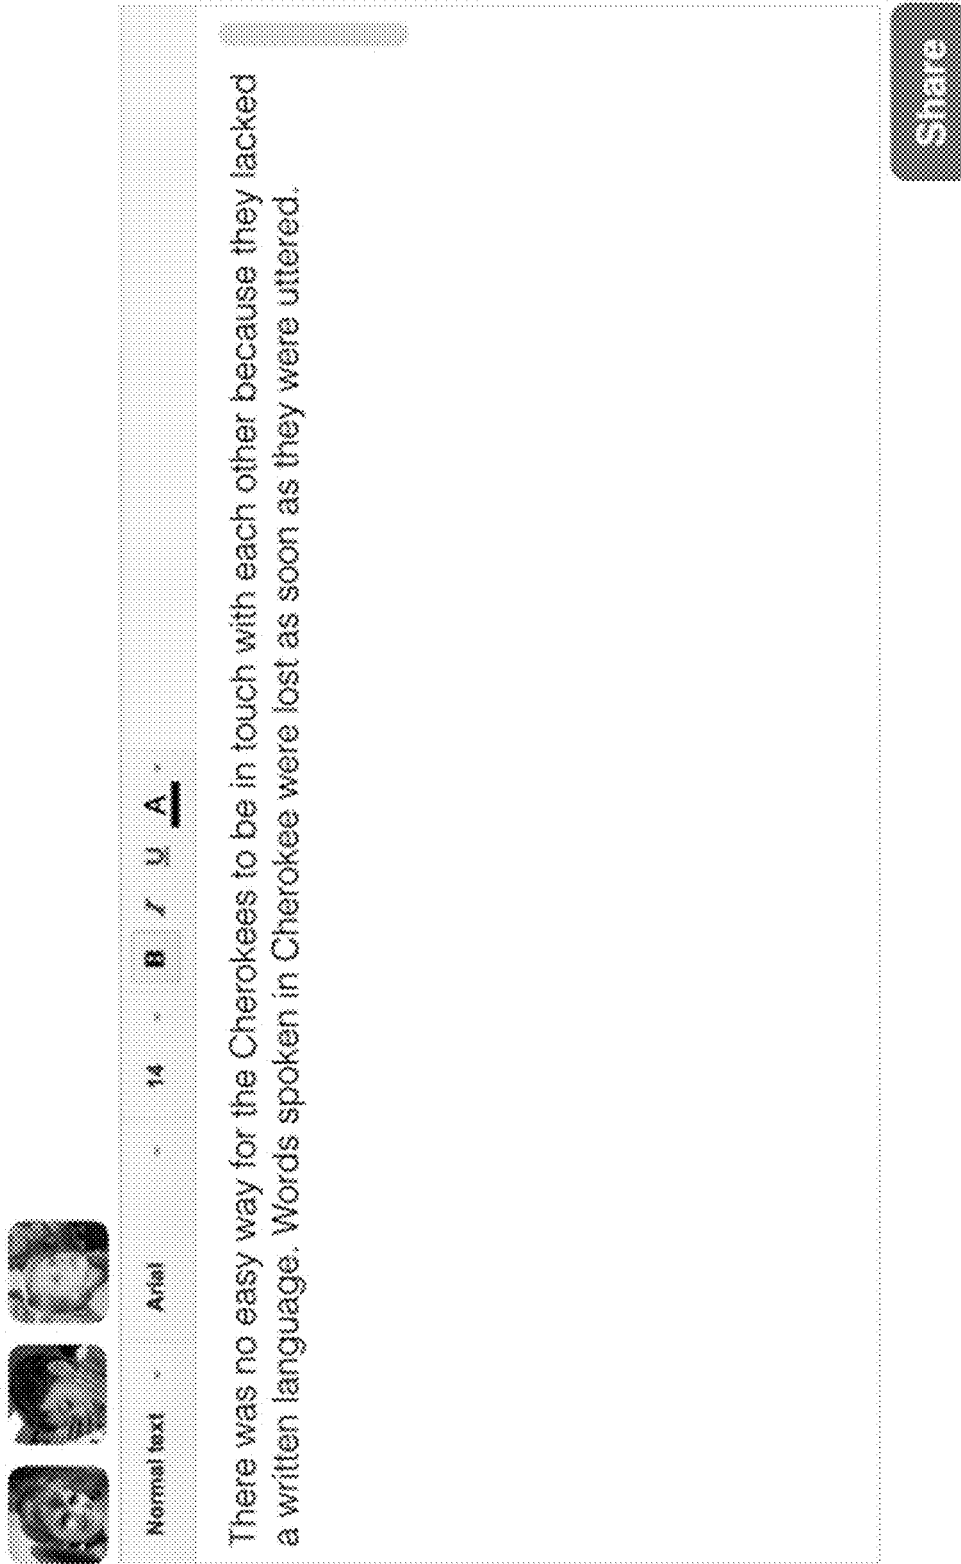 Normal text Arial 14 B I U A
There was no easy way for the Cherokees to be in touch with each other because they lacked
a written language. Words spoken in Cherokee were lost as soon as they were uttered.
Share